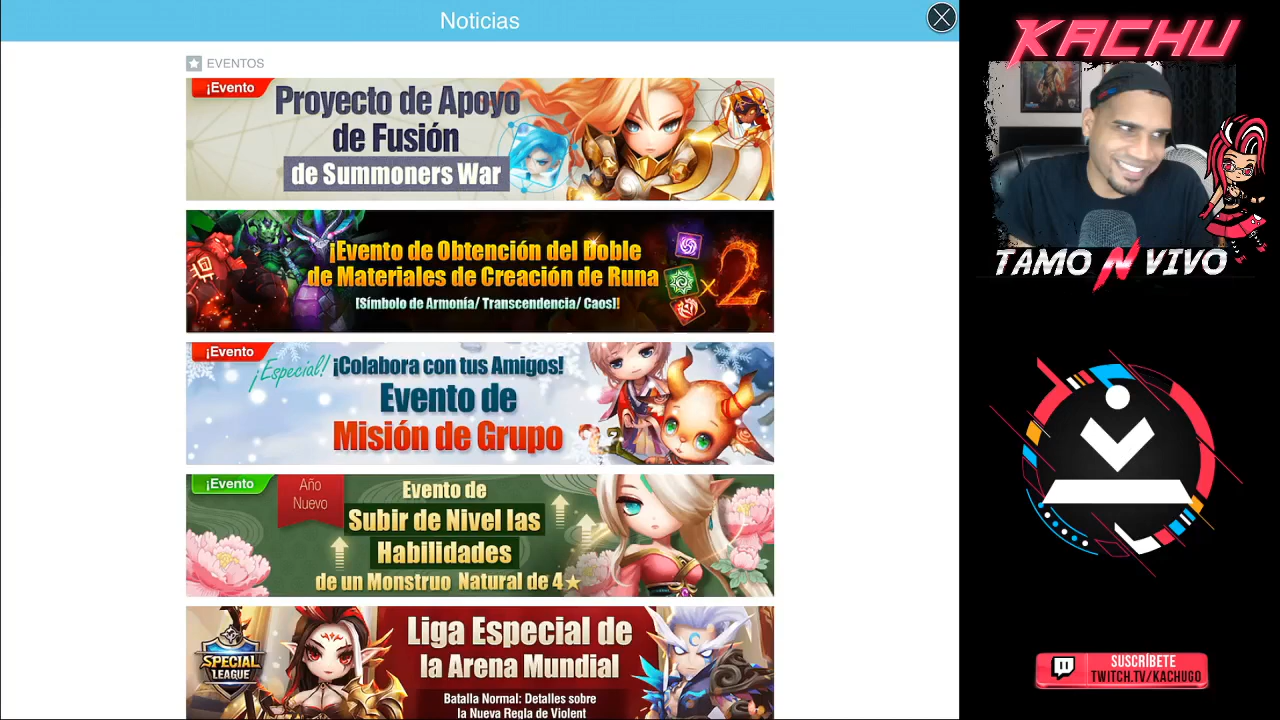 Noticias
EVENTOS
¡Evento
Proyecto de Apoyo
de Fusión
de Summoners War
¡Evento de Obtención del Doble
de Materiales de Creación de Runa
[Símbolo de Armonía/ Transcendencia/ Caos]!
x2
¡Evento
¡Especial!
¡Colabora con tus Amigos!
Evento de
Misión de Grupo
¡Evento
Año
Nuevo
Evento de
Subir de Nivel las
Habilidades
de un Monstruo Natural de 4★
SPECIAL
LEAGUE
Liga Especial de
la Arena Mundial
Batalla Normal: Detalles sobre
la Nueva Regla de Violent
KACHU
TAMO N VIVO
SUSCRÍBETE
TWITCH.TV/KACHUGO